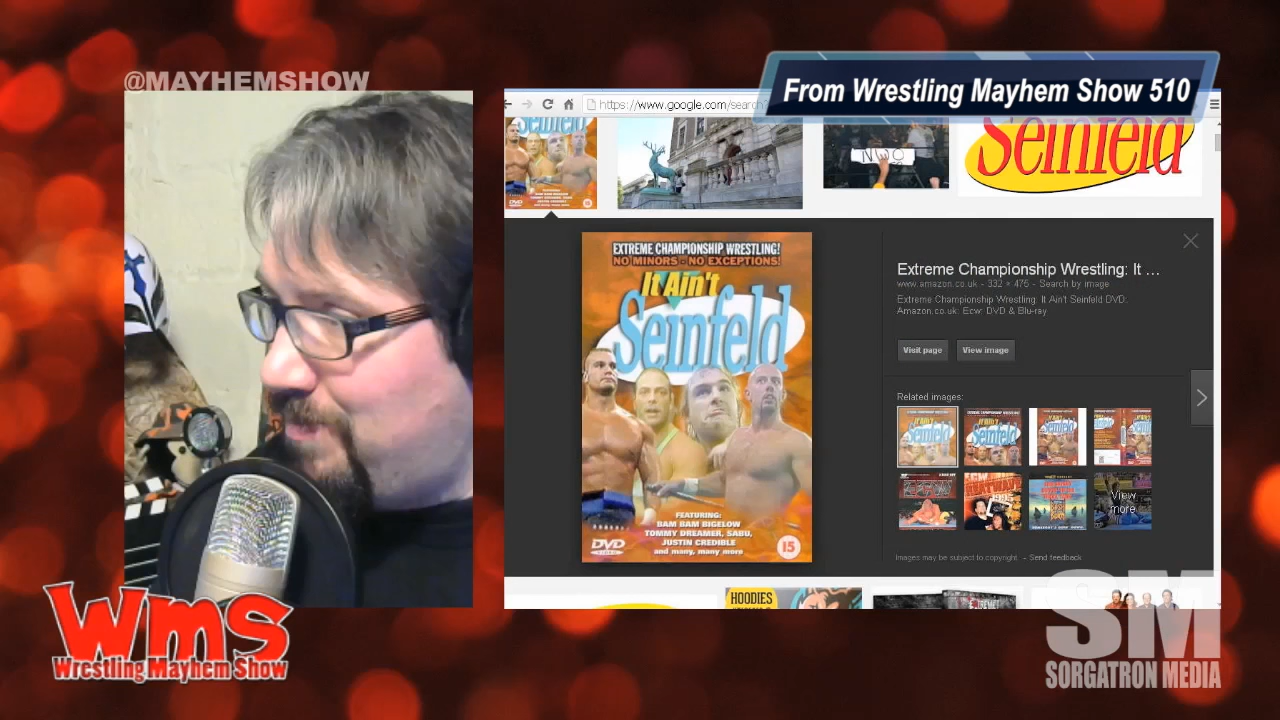 @MAYHEMSHOW
From Wrestling Mayhem Show 510
https://www.google.com/search
Seinfeld
NWO
Seinfeld
EXTREME CHAMPIONSHIP WRESTLING!
NO MINORS - NO EXCEPTIONS!
It Ain't
Seinfeld
FEATURING:
BAM BAM BIGELOW
TOMMY DREAMER, SABU,
JUSTIN CREDIBLE
and many, many more
DVD
VIDEO
15
Extreme Championship Wrestling: It ...
www.amazon.co.uk - 332 × 475 - Search by image
Extreme Championship Wrestling: It Ain't Seinfeld DVD:
Amazon.co.uk: Ecw: DVD & Blu-ray
Visit page
View image
Related images:
View
more
Images may be subject to copyright. - Send feedback
HOODIES
WMS
Wrestling Mayhem Show
SM
SORGATRON MEDIA